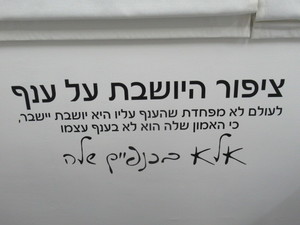 ציפור היושבת על ענף
לעולם לא מפחדת שהענף עליו היא יושבת יישבר,
כי האמון שלה הוא לא בענף עצמו
אלא בכנפיים שלה